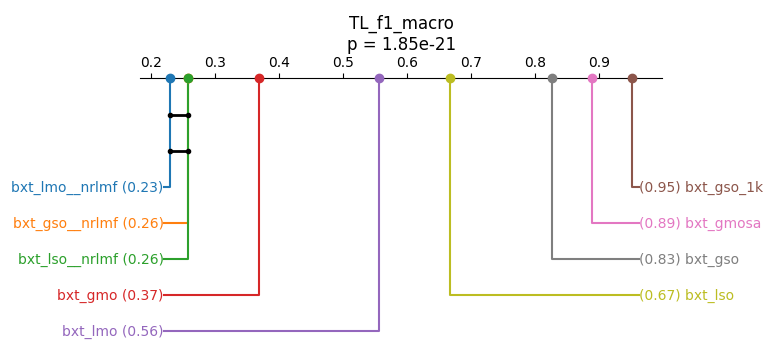 TL_f1_macro
p = 1.85e-21
0.2 0.3 0.4 0.5 0.6 0.7 0.8 0.9
bxt_lmo__nrlmf (0.23) (0.95) bxt_gso_1k
bxt_gso__nrlmf (0.26) (0.89) bxt_gmosa
bxt_lso__nrlmf (0.26) (0.83) bxt_gso
bxt_gmo (0.37) (0.67) bxt_lso
bxt_lmo (0.56)